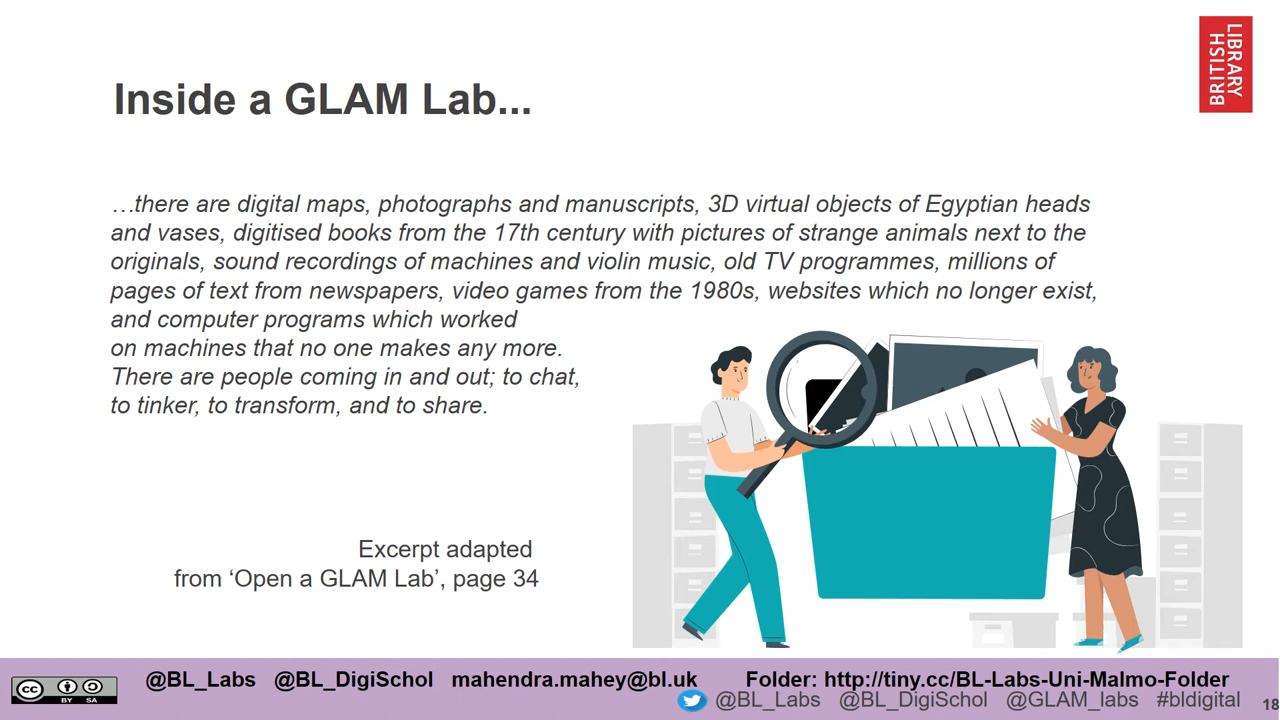 LIBRARY
BRITISH
Inside a GLAM Lab...
…there are digital maps, photographs and manuscripts, 3D virtual objects of Egyptian heads
and vases, digitised books from the 17th century with pictures of strange animals next to the
originals, sound recordings of machines and violin music, old TV programmes, millions of
pages of text from newspapers, video games from the 1980s, websites which no longer exist,
and computer programs which worked
on machines that no one makes any more.
There are people coming in and out; to chat,
to tinker, to transform, and to share.
Excerpt adapted
from ‘Open a GLAM Lab’, page 34
@BL_Labs @BL_DigiSchol mahendra.mahey@bl.uk Folder: http://tiny.cc/BL-Labs-Uni-Malmo-Folder
cc BY SA
@BL_Labs @BL_DigiSchol @GLAM_labs #bldigital 18